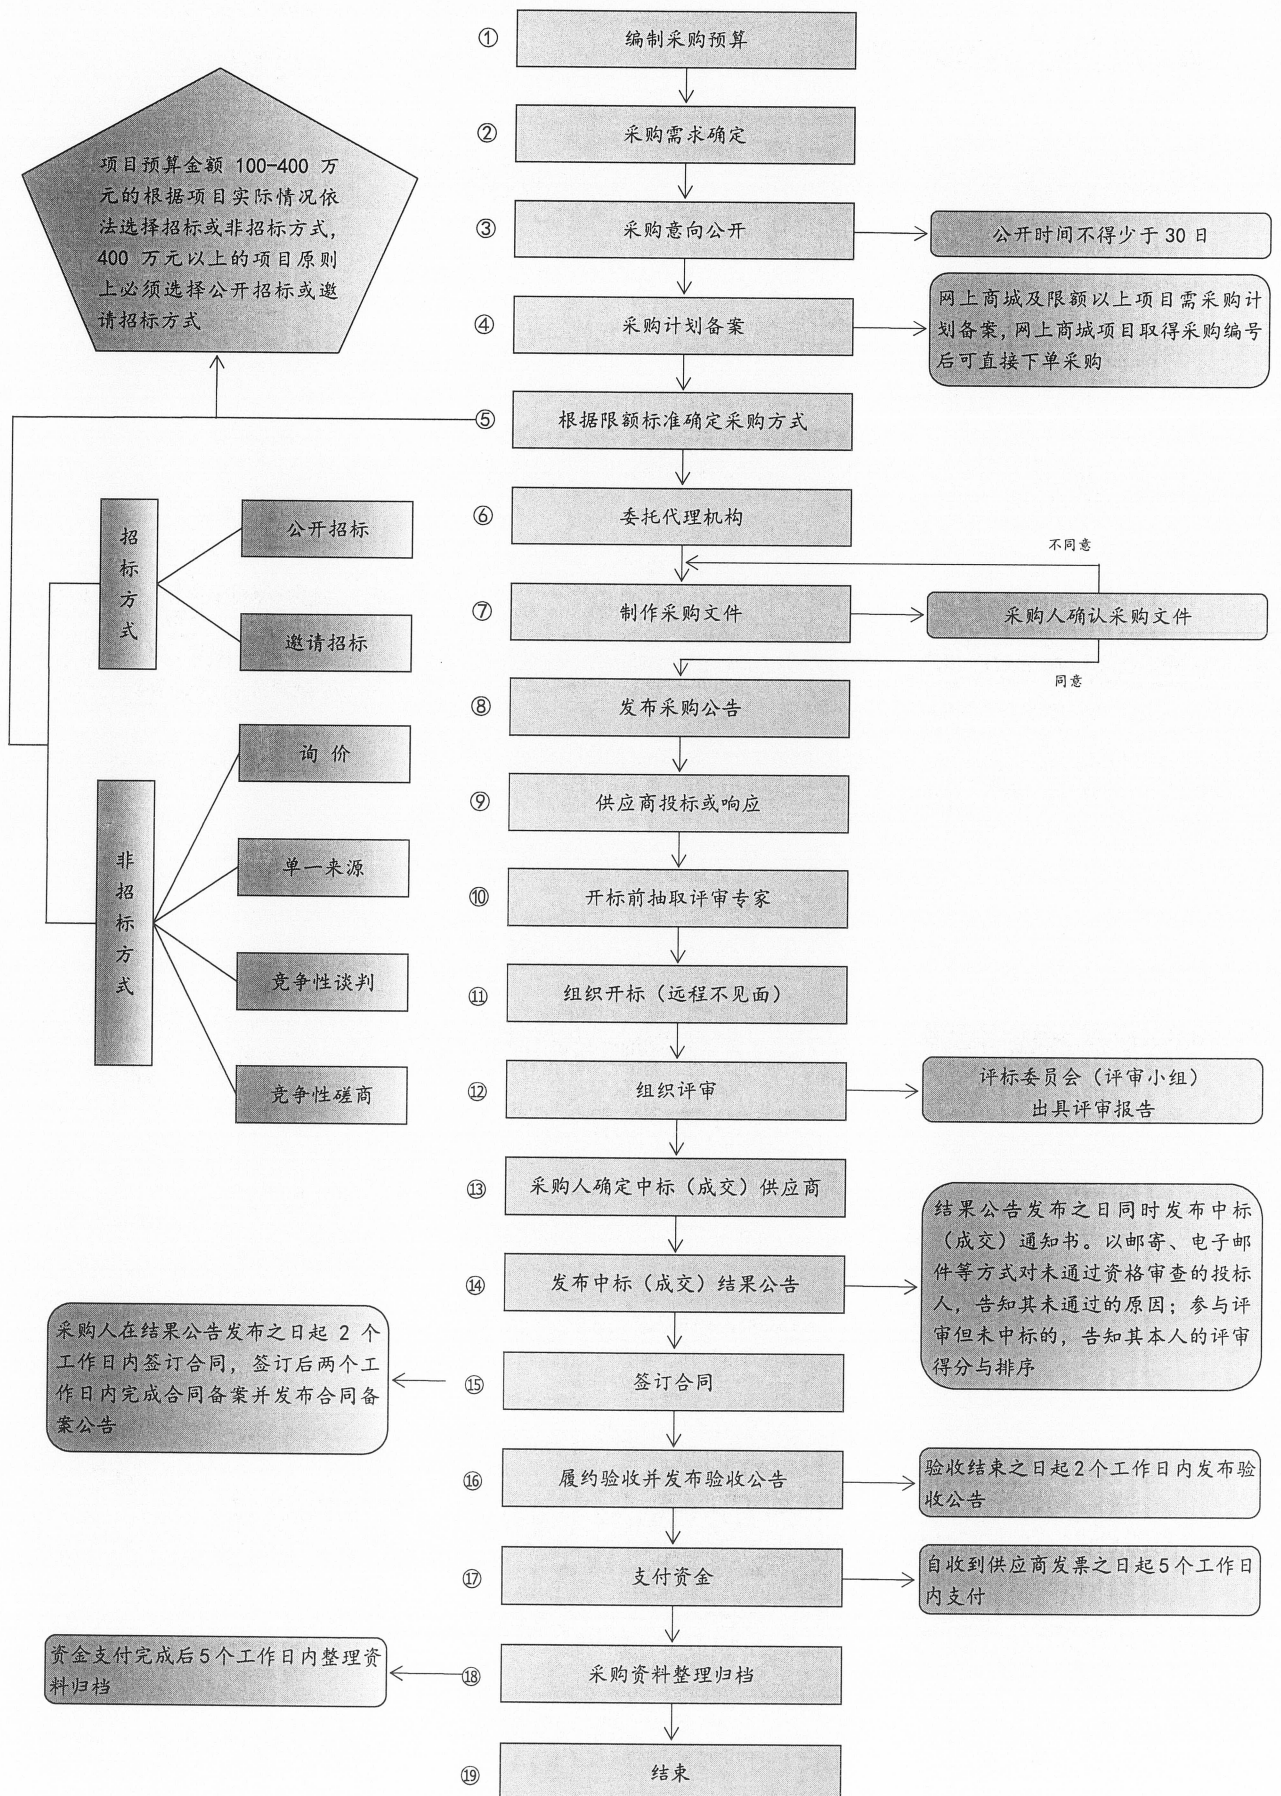 ① 编制采购预算
② 采购需求确定
项目预算金额 100-400 万
元的根据项目实际情况依
法选择招标或非招标方式，
400 万元以上的项目原则
上必须选择公开招标或邀
请招标方式
③ 采购意向公开
公开时间不得少于 30 日
④ 采购计划备案
网上商城及限额以上项目需采购计
划备案，网上商城项目取得采购编号
后可直接下单采购
⑤ 根据限额标准确定采购方式
招标方式
公开招标
邀请招标
非招标方式
询 价
单一来源
竞争性谈判
竞争性磋商
⑥ 委托代理机构
不同意
⑦ 制作采购文件
采购人确认采购文件
同意
⑧ 发布采购公告
⑨ 供应商投标或响应
⑩ 开标前抽取评审专家
⑪ 组织开标（远程不见面）
⑫ 组织评审
评标委员会（评审小组）
出具评审报告
⑬ 采购人确定中标（成交）供应商
⑭ 发布中标（成交）结果公告
结果公告发布之日同时发布中标
（成交）通知书。以邮寄、电子邮
件等方式对未通过资格审查的投标
人，告知其未通过的原因；参与评
审但未中标的，告知其本人的评审
得分与排序
⑮ 签订合同
采购人在结果公告发布之日起 2 个
工作日内签订合同，签订后两个工
作日内完成合同备案并发布合同备
案公告
⑯ 履约验收并发布验收公告
验收结束之日起2个工作日内发布验
收公告
⑰ 支付资金
自收到供应商发票之日起5个工作日
内支付
⑱ 采购资料整理归档
资金支付完成后5个工作日内整理资
料归档
⑲ 结束